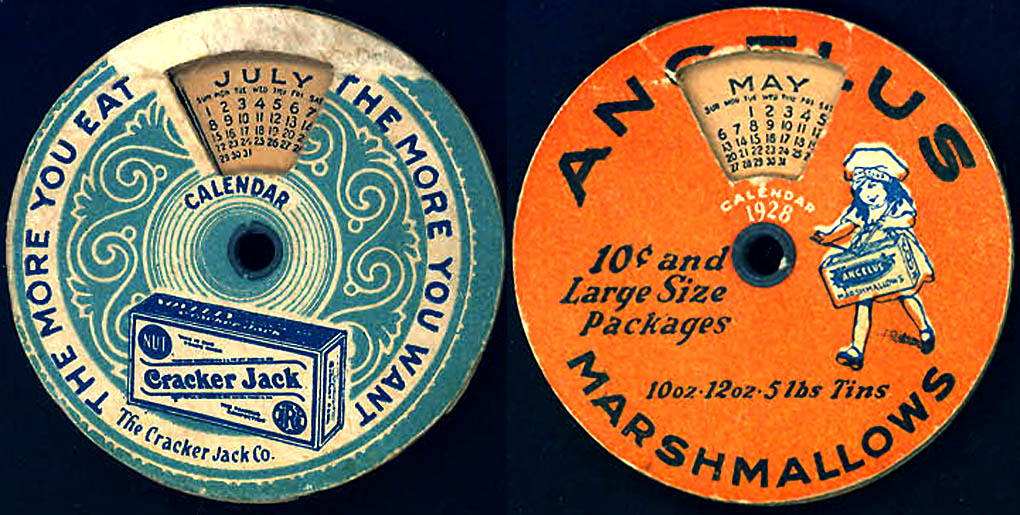 THE MORE YOU EAT
THE MORE YOU WANT
JULY
SUN MON TUE WED THU FRI SAT
2 3 4 5 6 7
8 9 10 11 12 13 14
15 16 17 18 19 20 2
22 23 24 25 26 27 2
29 30 31
CALENDAR
NUT
Cracker Jack
The Cracker Jack Co.
ANGELUS
MAY
SUN MON TUE WED THU FRI SAT
1 2 3 4 5
6 7 8 9 10 11 12
13 14 15 16 17 18 1
20 21 22 23 24 25 2
27 28 29 30 31
CALENDAR
1928
10¢ and
Large Size
Packages
ANGELUS
MARSHMALLOWS
10oz·12oz·5 lbs Tins
MARSHMALLOWS